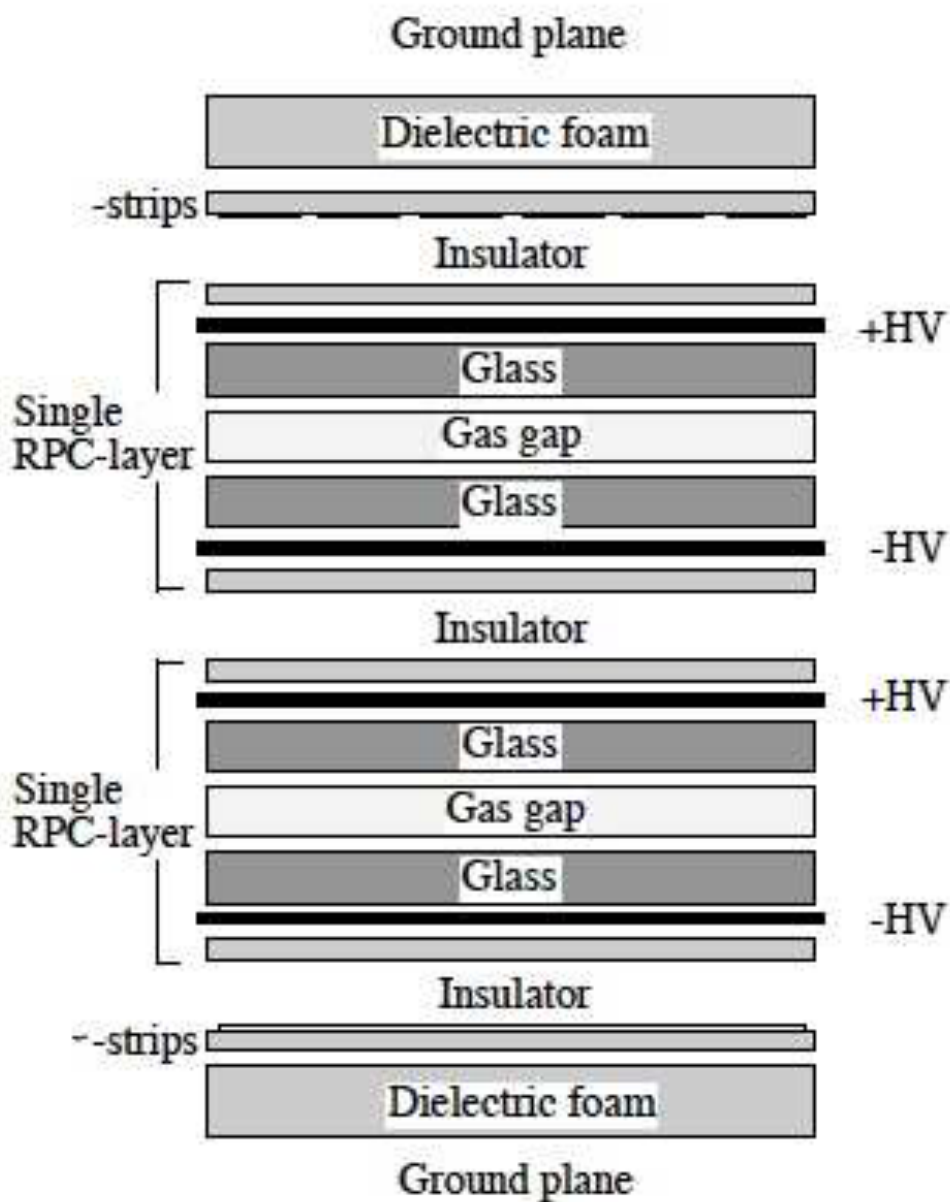 Ground plane
Dielectric foam
-strips
Insulator
+HV
Glass
Single
RPC-layer
Gas gap
Glass
-HV
Insulator
+HV
Glass
Single
RPC-layer
Gas gap
Glass
-HV
Insulator
-strips
Dielectric foam
Ground plane